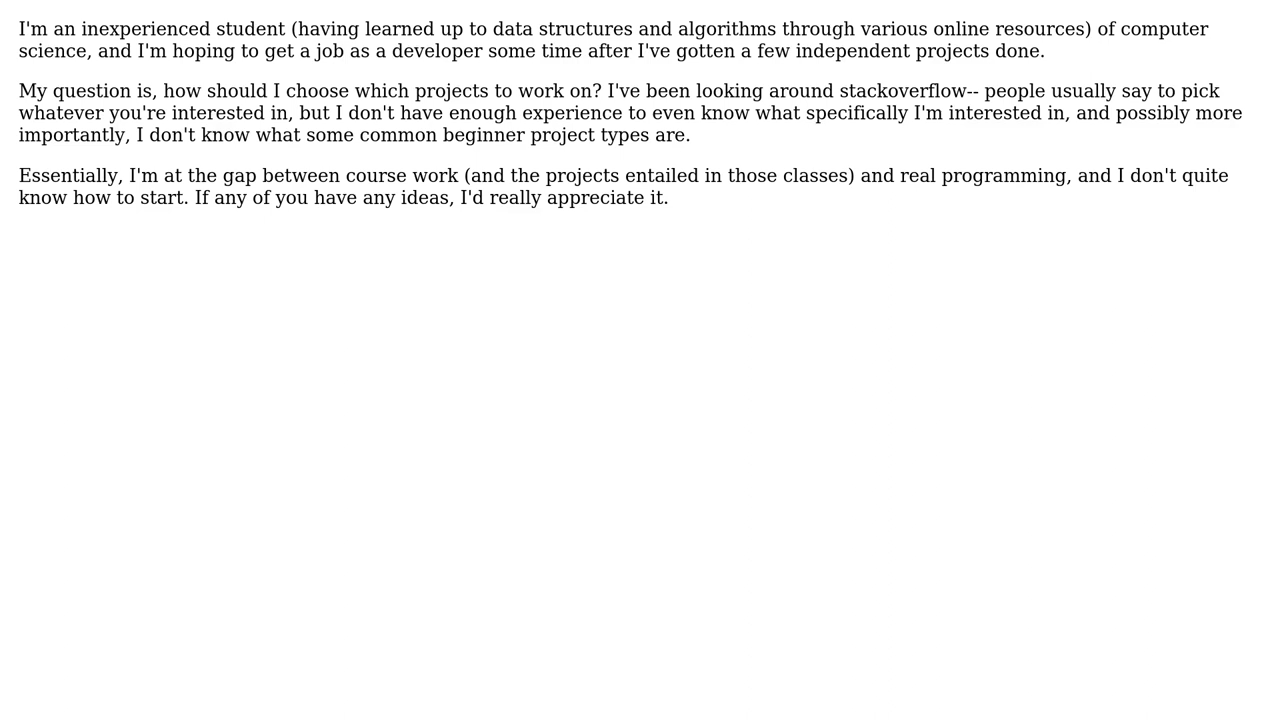 I'm an inexperienced student (having learned up to data structures and algorithms through various online resources) of computer
science, and I'm hoping to get a job as a developer some time after I've gotten a few independent projects done.
My question is, how should I choose which projects to work on? I've been looking around stackoverflow-- people usually say to pick
whatever you're interested in, but I don't have enough experience to even know what specifically I'm interested in, and possibly more
importantly, I don't know what some common beginner project types are.
Essentially, I'm at the gap between course work (and the projects entailed in those classes) and real programming, and I don't quite
know how to start. If any of you have any ideas, I'd really appreciate it.